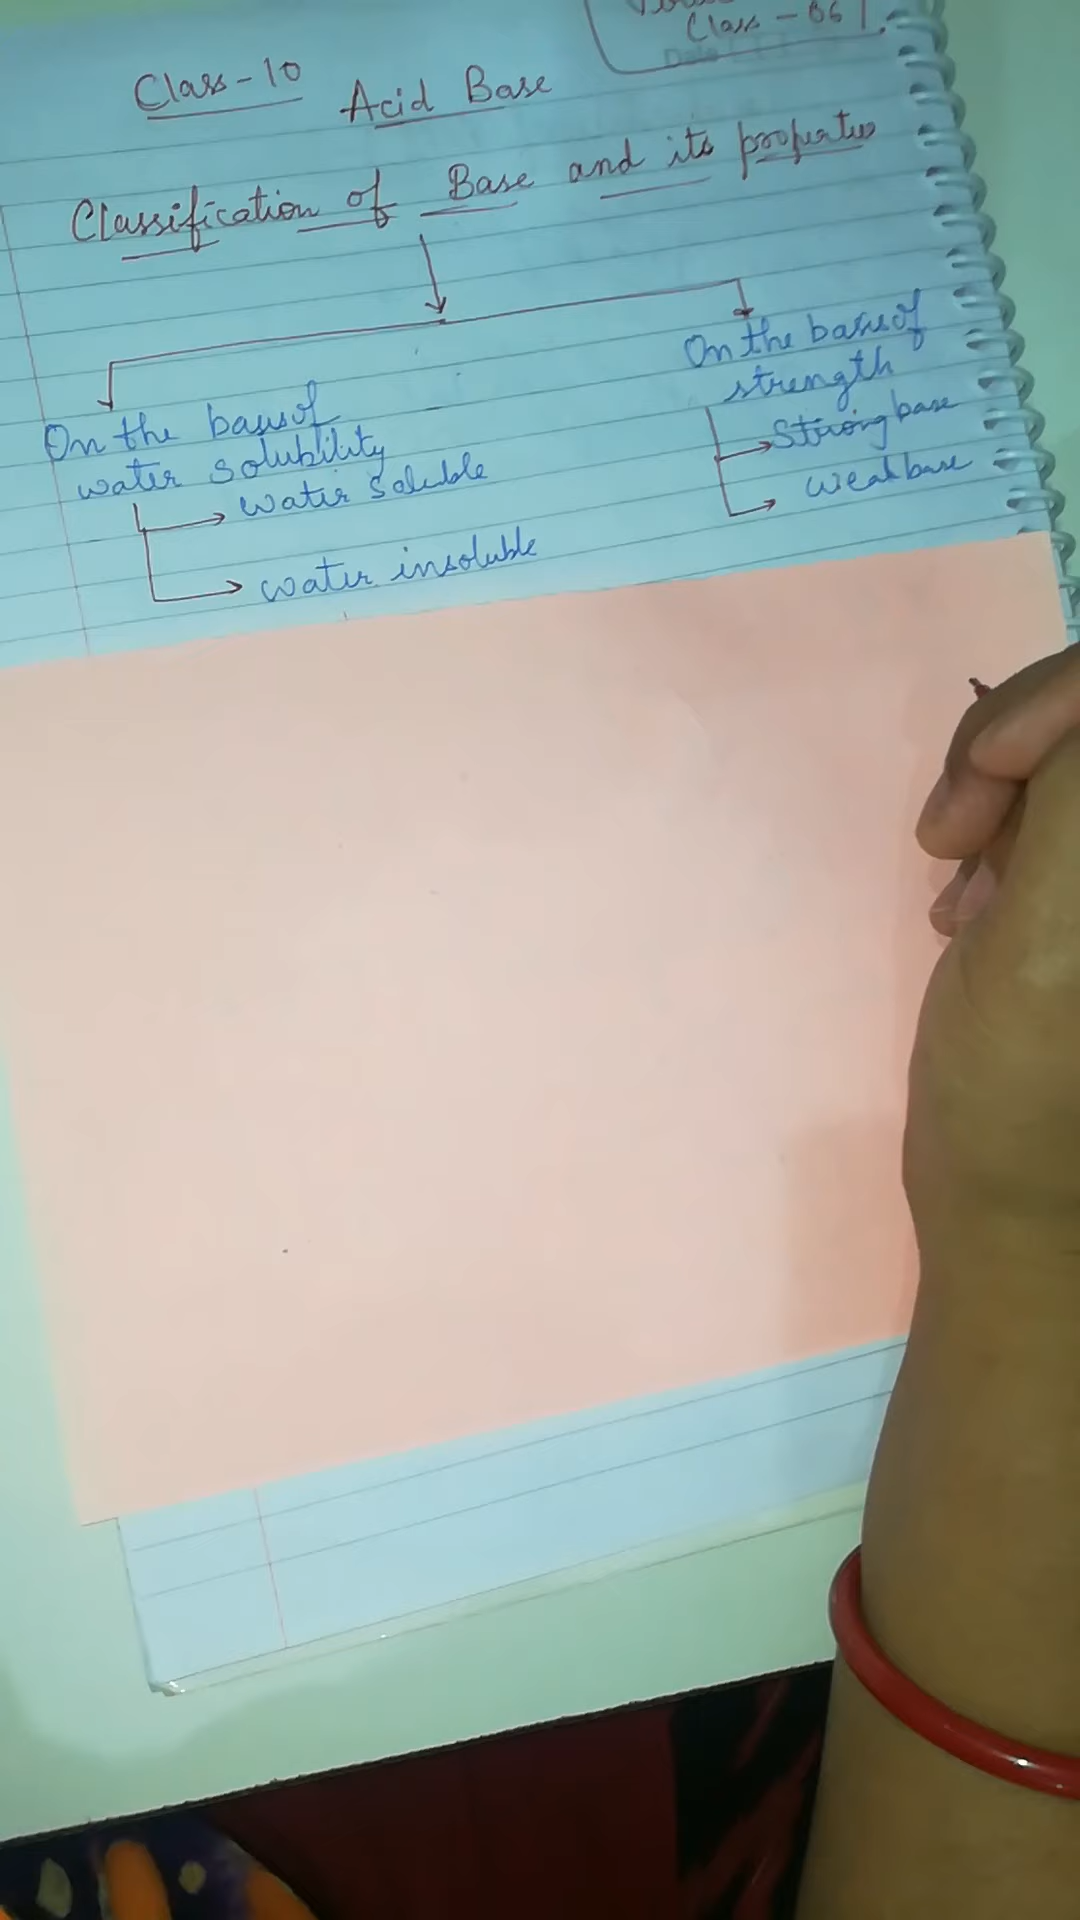 Class - 061.
Class-10
Acid Base
Classification of Base and its properties
On the basis of
water solubility
water soluble
water insoluble
On the basis of
strength
Strong base
weak base